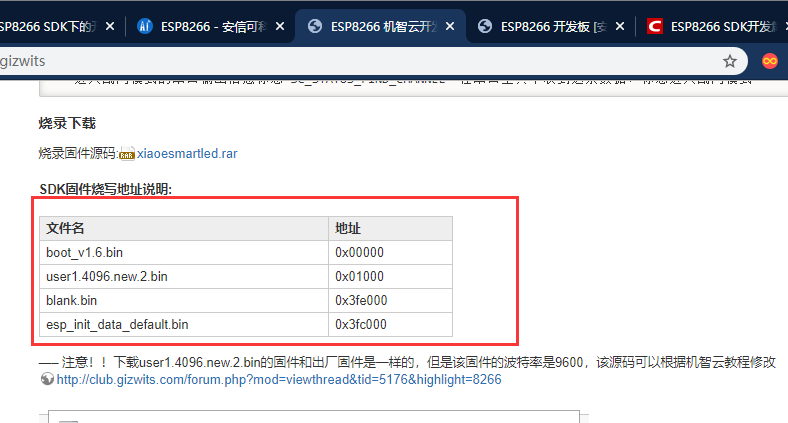 SP8266 SDK下的
ESP8266 - 安信可科
ESP8266 机智云开
ESP8266 开发板 [安
ESP8266 SDK开发
gizwits
烧录下载
烧录固件源码: xiaoesmartled.rar
SDK固件烧写地址说明:
文件名 地址
boot_v1.6.bin 0x00000
user1.4096.new.2.bin 0x01000
blank.bin 0x3fe000
esp_init_data_default.bin 0x3fc000
—– 注意！！下载user1.4096.new.2.bin的固件和出厂固件是一样的，但是该固件的波特率是9600，该源码可以根据机智云教程修改
http://club.gizwits.com/forum.php?mod=viewthread&tid=5176&highlight=8266